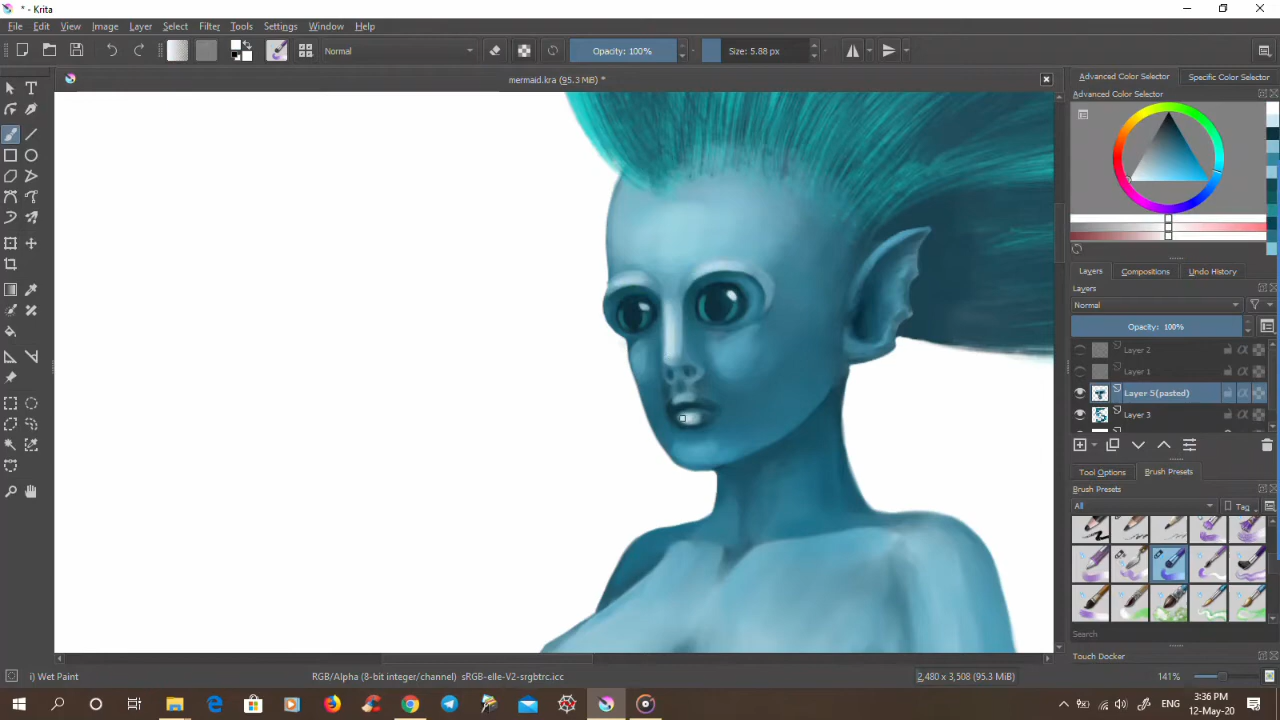 * - Krita
File Edit View Image Layer Select Filter Tools Settings Window Help
Normal Opacity: 100% Size: 5.88 px
mermaid.kra (95.3 MiB) *
Advanced Color Selector Specific Color Selector
Advanced Color Selector
Layers Compositions Undo History
Layers
Normal
Opacity: 100%
Layer 2
Layer 1
Layer 5(pasted)
Layer 3
Tool Options Brush Presets
Brush Presets
All Tag
Search
Touch Docker
i) Wet Paint RGB/Alpha (8-bit integer/channel) sRGB-elle-V2-srgbtrc.icc 2,480 x 3,508 (95.3 MiB) 141%
3:36 PM
12-May-20